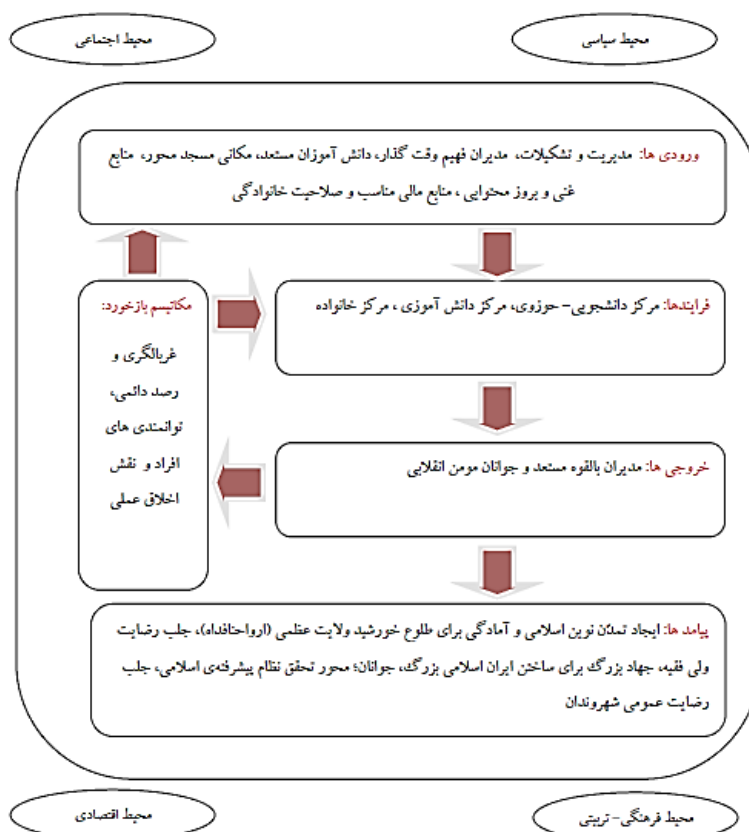 محیط سیاسی
محیط اجتماعی
ورودی ها: مدیریت و تشکیلات، مدیران فهیم وقت گذار، دانش آموزان مستعد، مکانی مسجد محور، منابع
غنی و بروز محتوایی ، منابع مالی مناسب و صلاحیت خانوادگی
فرایندها: مرکز دانشجویی- حوزوی، مرکز دانش آموزی ، مرکز خانواده
مکانیسم بازخورد:
غربالگری و
رصد دائمی،
توانمندی های
افراد و نقش
اخلاق عملی
خروجی ها: مدیران بالقوه مستعد و جوانان مومن انقلابی
پیامد ها: ایجاد تمدّن نوین اسلامی و آمادگی برای طلوع خورشید ولایت عظمی (ارواحنافداه)، جلب رضایت
ولی فقیه، جهاد بزرگ برای ساختن ایران اسلامی بزرگ، جوانان؛ محور تحقق نظام پیشرفته‌ی اسلامی، جلب
رضایت عمومی شهروندان
محیط فرهنگی- تربیتی
محیط اقتصادی